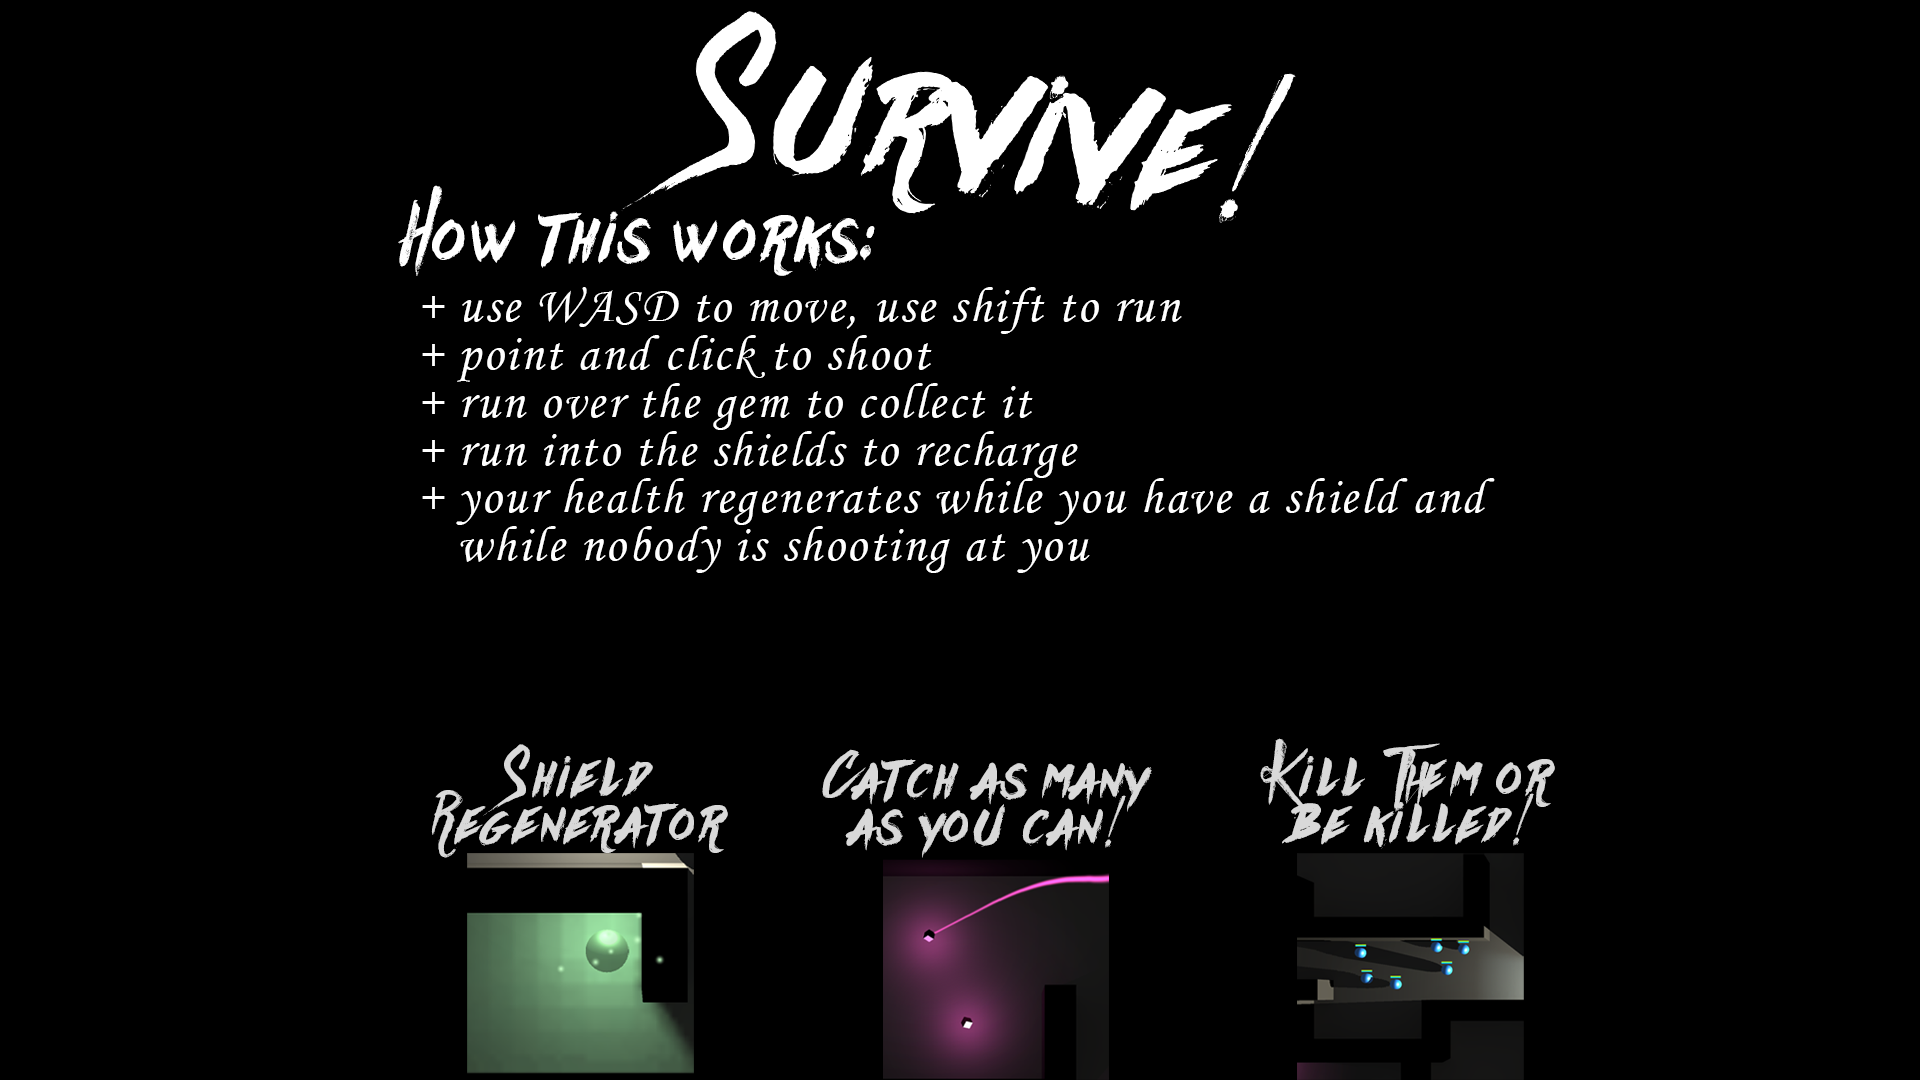 Survive!
How this works:
+ use WASD to move, use shift to run
+ point and click to shoot
+ run over the gem to collect it
+ run into the shields to recharge
+ your health regenerates while you have a shield and
while nobody is shooting at you
Shield
Regenerator
Catch as many
as you can!
Kill Them or
Be killed!